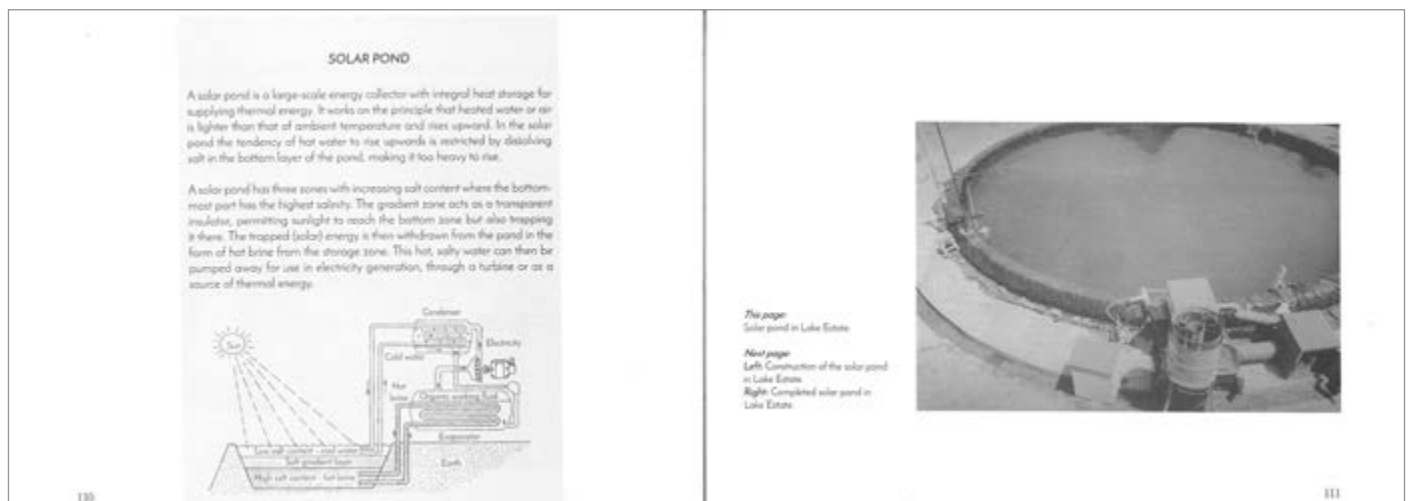 SOLAR POND
A solar pond is a large-scale energy collector with integral heat storage for
supplying thermal energy. It works on the principle that heated water or air
is lighter than that of ambient temperature and rises upward. In the solar
pond the tendency of hot water to rise upwards is restricted by dissolving
salt in the bottom layer of the pond, making it too heavy to rise.
A solar pond has three zones with increasing salt content where the bottom-
most part has the highest salinity. The gradient zone acts as a transparent
insulator, permitting sunlight to reach the bottom zone but also trapping
it there. The trapped (solar) energy is then withdrawn from the pond in the
form of hot brine from the storage zone. This hot, salty water can then be
pumped away for use in electricity generation, through a turbine or as a
source of thermal energy.
Condenser
Sun
Electricity
Cold water
Hot
brine
Organic working fluid
Evaporator
Low salt content - cool water
Salt gradient layer
Earth
High salt content - hot brine
110
This page:
Solar pond in Lake Estate.
Next page:
Left: Construction of the solar pond
in Lake Estate.
Right: Completed solar pond in
Lake Estate.
111